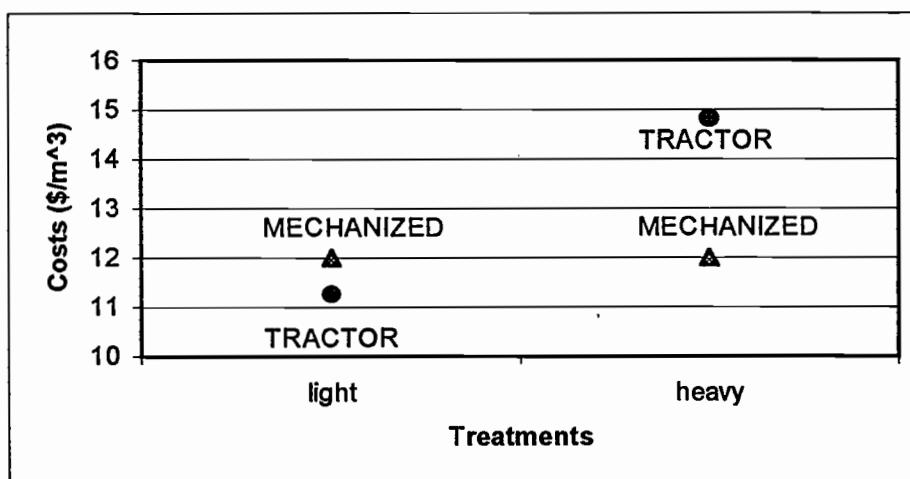 16
15
TRACTOR
14
13
MECHANIZED MECHANIZED
12
11
TRACTOR
10
Costs ($/m^3)
light heavy
Treatments